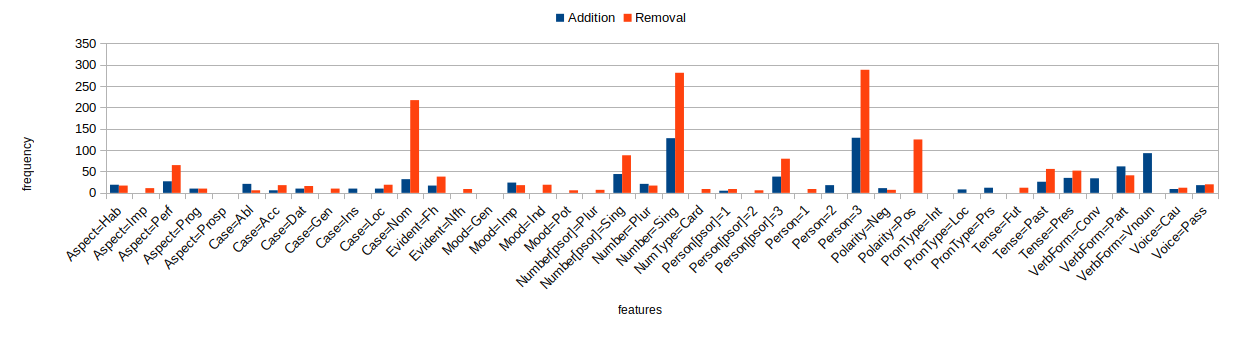 Addition Removal
350
300
250
200
150
100
50
0
frequency
Aspect=Hab
Aspect=Imp
Aspect=Perf
Aspect=Prog
Aspect=Prosp
Case=Abl
Case=Acc
Case=Dat
Case=Gen
Case=Ins
Case=Loc
Case=Nom
Evident=Fh
Evident=Nfh
Mood=Gen
Mood=Imp
Mood=Ind
Mood=Pot
Number[psor]=Plur
Number[psor]=Sing
Number=Plur
Number=Sing
NumType=Card
Person[psor]=1
Person[psor]=2
Person[psor]=3
Person=1
Person=2
Person=3
Polarity=Neg
Polarity=Pos
PronType=Int
PronType=Loc
PronType=Prs
Tense=Fut
Tense=Past
Tense=Pres
VerbForm=Conv
VerbForm=Part
VerbForm=Vnoun
Voice=Cau
Voice=Pass
features